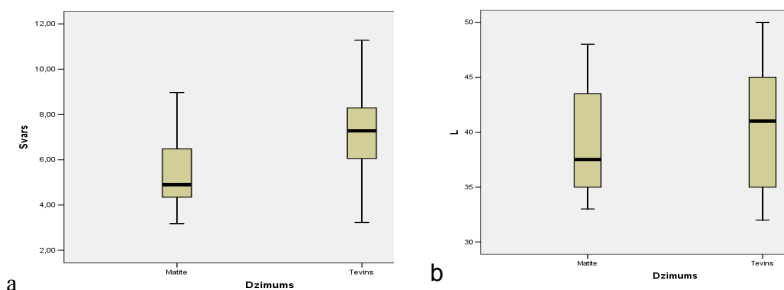 12,00
10,00
8,00
6,00
4,00
2,00
Svars
Matite
Tevins
Dzimums
a
50
45
40
35
30
L
Matite
Tevins
Dzimums
b